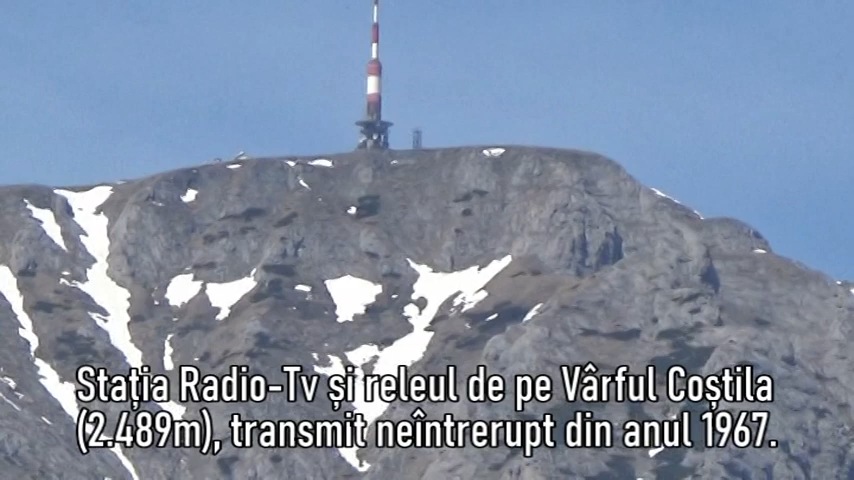 Stația Radio-Tv și releul de pe Vârful Coștila
(2.489m), transmit neîntrerupt din anul 1967.